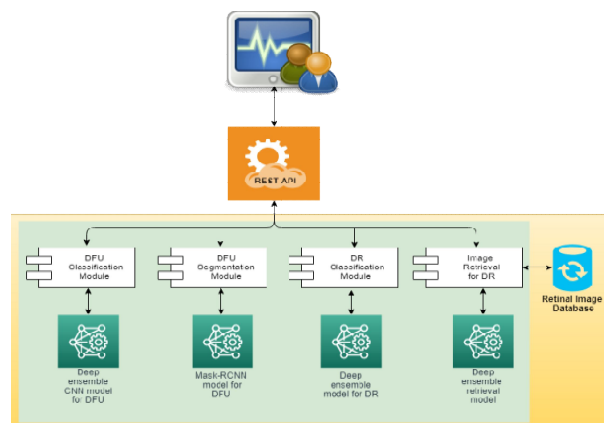 REST API
DFU
Classification
Module
DFU
Segmentation
Module
DR
Classification
Module
Image
Retrieval
for DR
Retinal Image
Database
Deep
ensemble
CNN model
for DFU
Mask-RCNN
model for
DFU
Deep
ensemble
model for DR
Deep
ensemble
retrieval
model